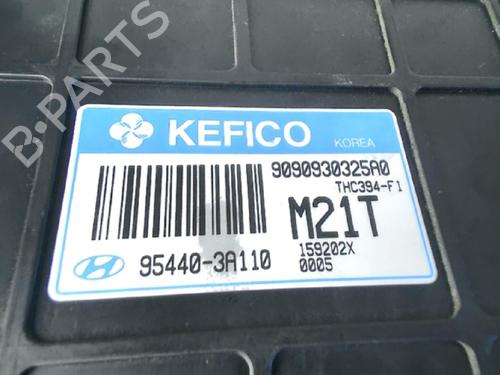 B-PARTS
KEFICO
KOREA
9090930325A0
THC394-F1
M21T
159202X
95440-3A110
0005